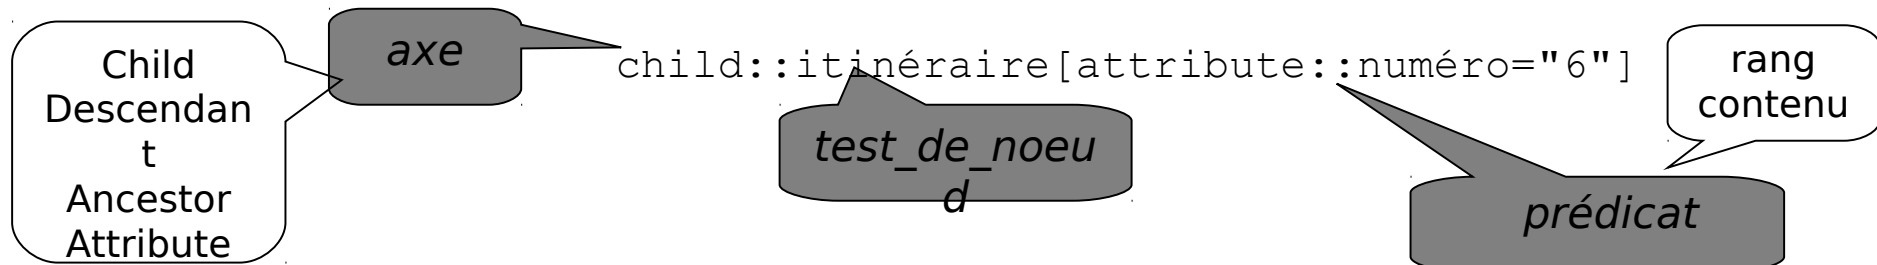 Child
Descendan
t
Ancestor
Attribute
axe
child::itinéraire[attribute::numéro="6"]
test_de_noeu
d
prédicat
rang
contenu